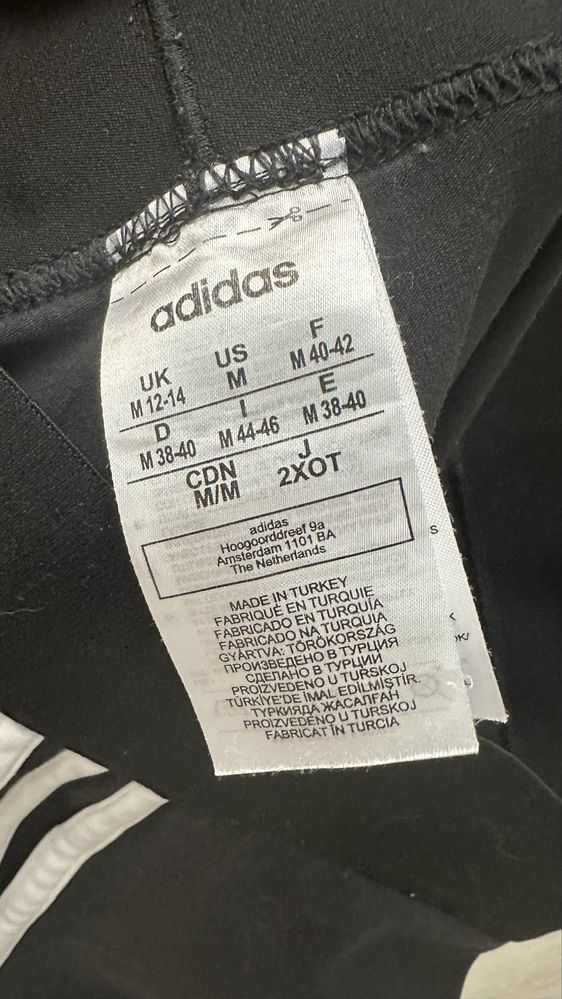 adidas
UK US F
M 12-14 M M 40-42
D I E
M 38-40 M 44-46 M 38-40
CDN J
M/M 2XOT
adidas
Hoogoorddreef 9a
Amsterdam 1101 BA
The Netherlands
MADE IN TURKEY
FABRIQUÉ EN TURQUIE
FABRICADO EN TURQUÍA
FABRICADO NA TURQUIA
GYÁRTVA: TÖRÖKORSZÁG
ПРОИЗВЕДЕНО В ТУРЦИЯ
СДЕЛАНО В ТУРЦИИ
PROIZVEDENO U TURSKOJ
TÜRKİYE'DE İMAL EDİLMİŞTİR.
ТУРКИЯДА ЖАСАЛҒАН
PROIZVEDENO U TURSKOJ
FABRICAT ÎN TURCIA
S